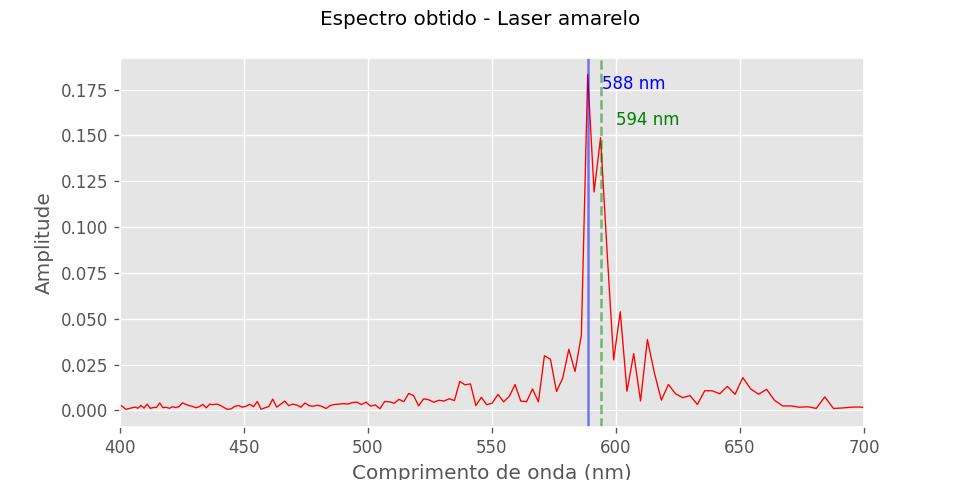 Espectro obtido - Laser amarelo
0.175
0.150
0.125
0.100
0.075
0.050
0.025
0.000
Amplitude
588 nm
594 nm
400 450 500 550 600 650 700
Comprimento de onda (nm)